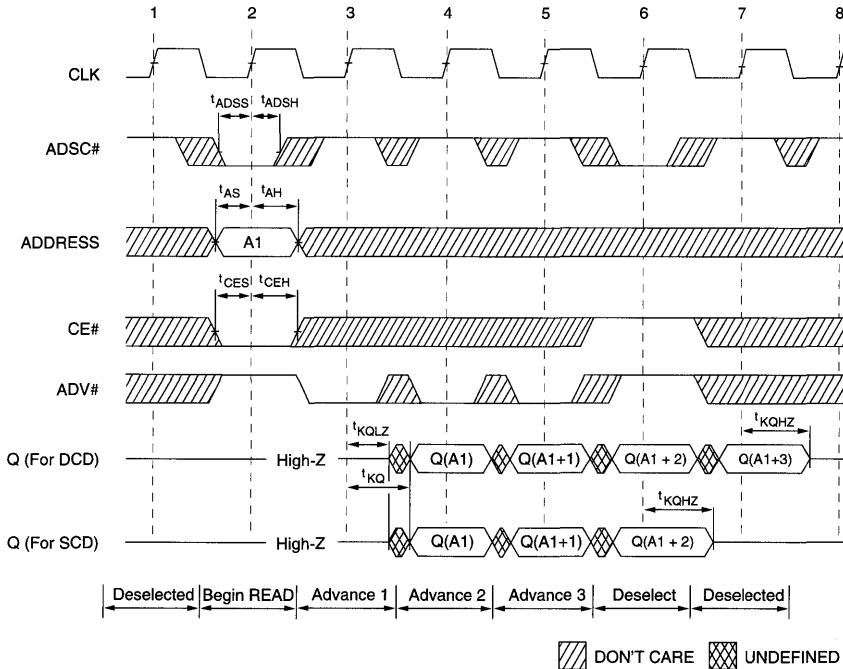 1 2 3 4 5 6 7 8
CLK
tADSS tADSH
ADSC#
tAS tAH
ADDRESS A1
tCES tCEH
CE#
ADV#
tKQLZ tKQHZ
Q (For DCD) High-Z Q(A1) Q(A1+1) Q(A1 + 2) Q(A1+3)
tKQ tKQHZ
Q (For SCD) High-Z Q(A1) Q(A1+1) Q(A1 + 2)
Deselected Begin READ Advance 1 Advance 2 Advance 3 Deselect Deselected
DON'T CARE UNDEFINED